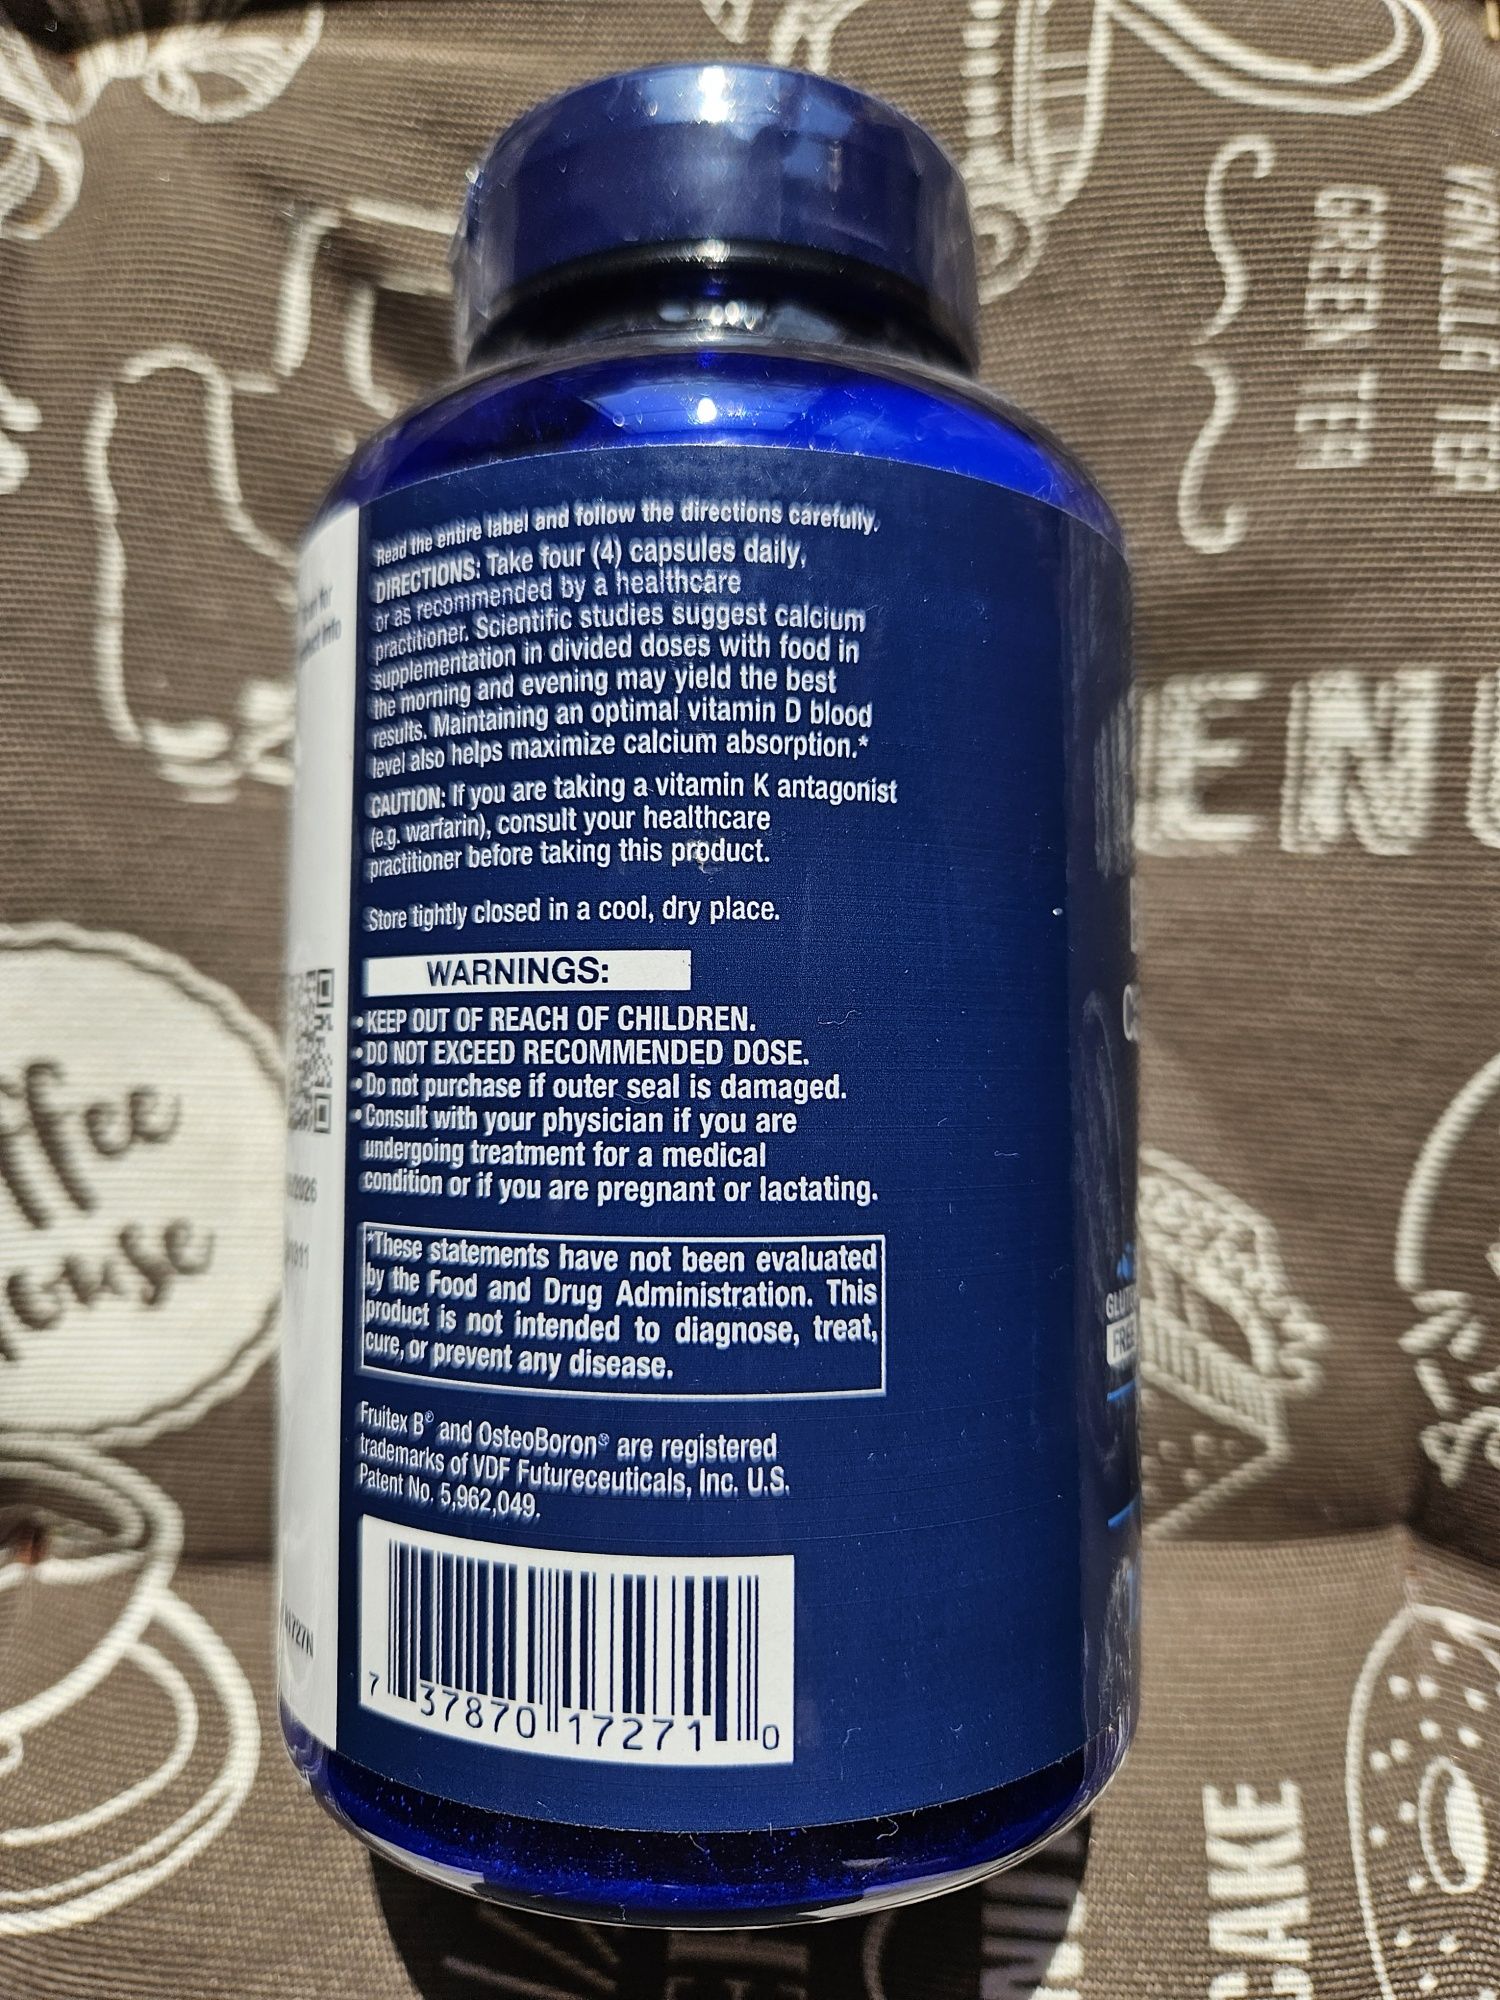 Read the entire label and follow the directions carefully.
DIRECTIONS: Take four (4) capsules daily,
or as recommended by a healthcare
practitioner. Scientific studies suggest calcium
supplementation in divided doses with food in
the morning and evening may yield the best
results. Maintaining an optimal vitamin D blood
level also helps maximize calcium absorption.*
CAUTION: If you are taking a vitamin K antagonist
(e.g. warfarin), consult your healthcare
practitioner before taking this product.
Store tightly closed in a cool, dry place.
WARNINGS:
•KEEP OUT OF REACH OF CHILDREN.
•DO NOT EXCEED RECOMMENDED DOSE.
•Do not purchase if outer seal is damaged.
•Consult with your physician if you are
undergoing treatment for a medical
condition or if you are pregnant or lactating.
*These statements have not been evaluated
by the Food and Drug Administration. This
product is not intended to diagnose, treat,
cure, or prevent any disease.
Fruitex B® and OsteoBoron® are registered
trademarks of VDF Futureceuticals, Inc. U.S.
Patent No. 5,962,049.
7 37870 17271 0
FREE
GREEN TEA
VANILLA TEA
CAKE